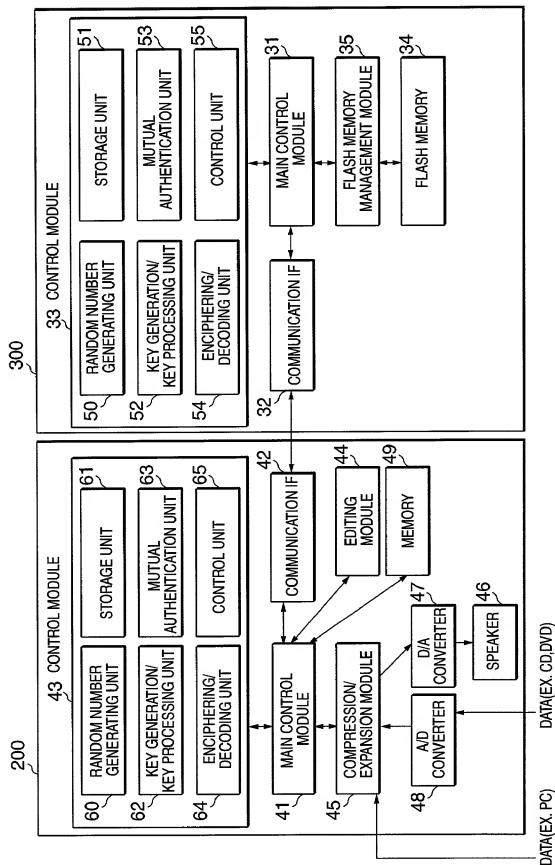 200
43 CONTROL MODULE
60
RANDOM NUMBER
GENERATING UNIT
61
STORAGE UNIT
62
KEY GENERATION/
KEY PROCESSING UNIT
63
MUTUAL
AUTHENTICATION UNIT
64
ENCIPHERING/
DECODING UNIT
65
CONTROL UNIT
41
MAIN CONTROL
MODULE
42
COMMUNICATION IF
44
EDITING
MODULE
49
MEMORY
45
COMPRESSION/
EXPANSION MODULE
48
A/D
CONVERTER
47
D/A
CONVERTER
46
SPEAKER
DATA(EX. PC)
DATA(EX. CD,DVD)
300
33 CONTROL MODULE
50
RANDOM NUMBER
GENERATING UNIT
51
STORAGE UNIT
52
KEY GENERATION/
KEY PROCESSING UNIT
53
MUTUAL
AUTHENTICATION UNIT
54
ENCIPHERING/
DECODING UNIT
55
CONTROL UNIT
32
COMMUNICATION IF
31
MAIN CONTROL
MODULE
35
FLASH MEMORY
MANAGEMENT MODULE
34
FLASH MEMORY